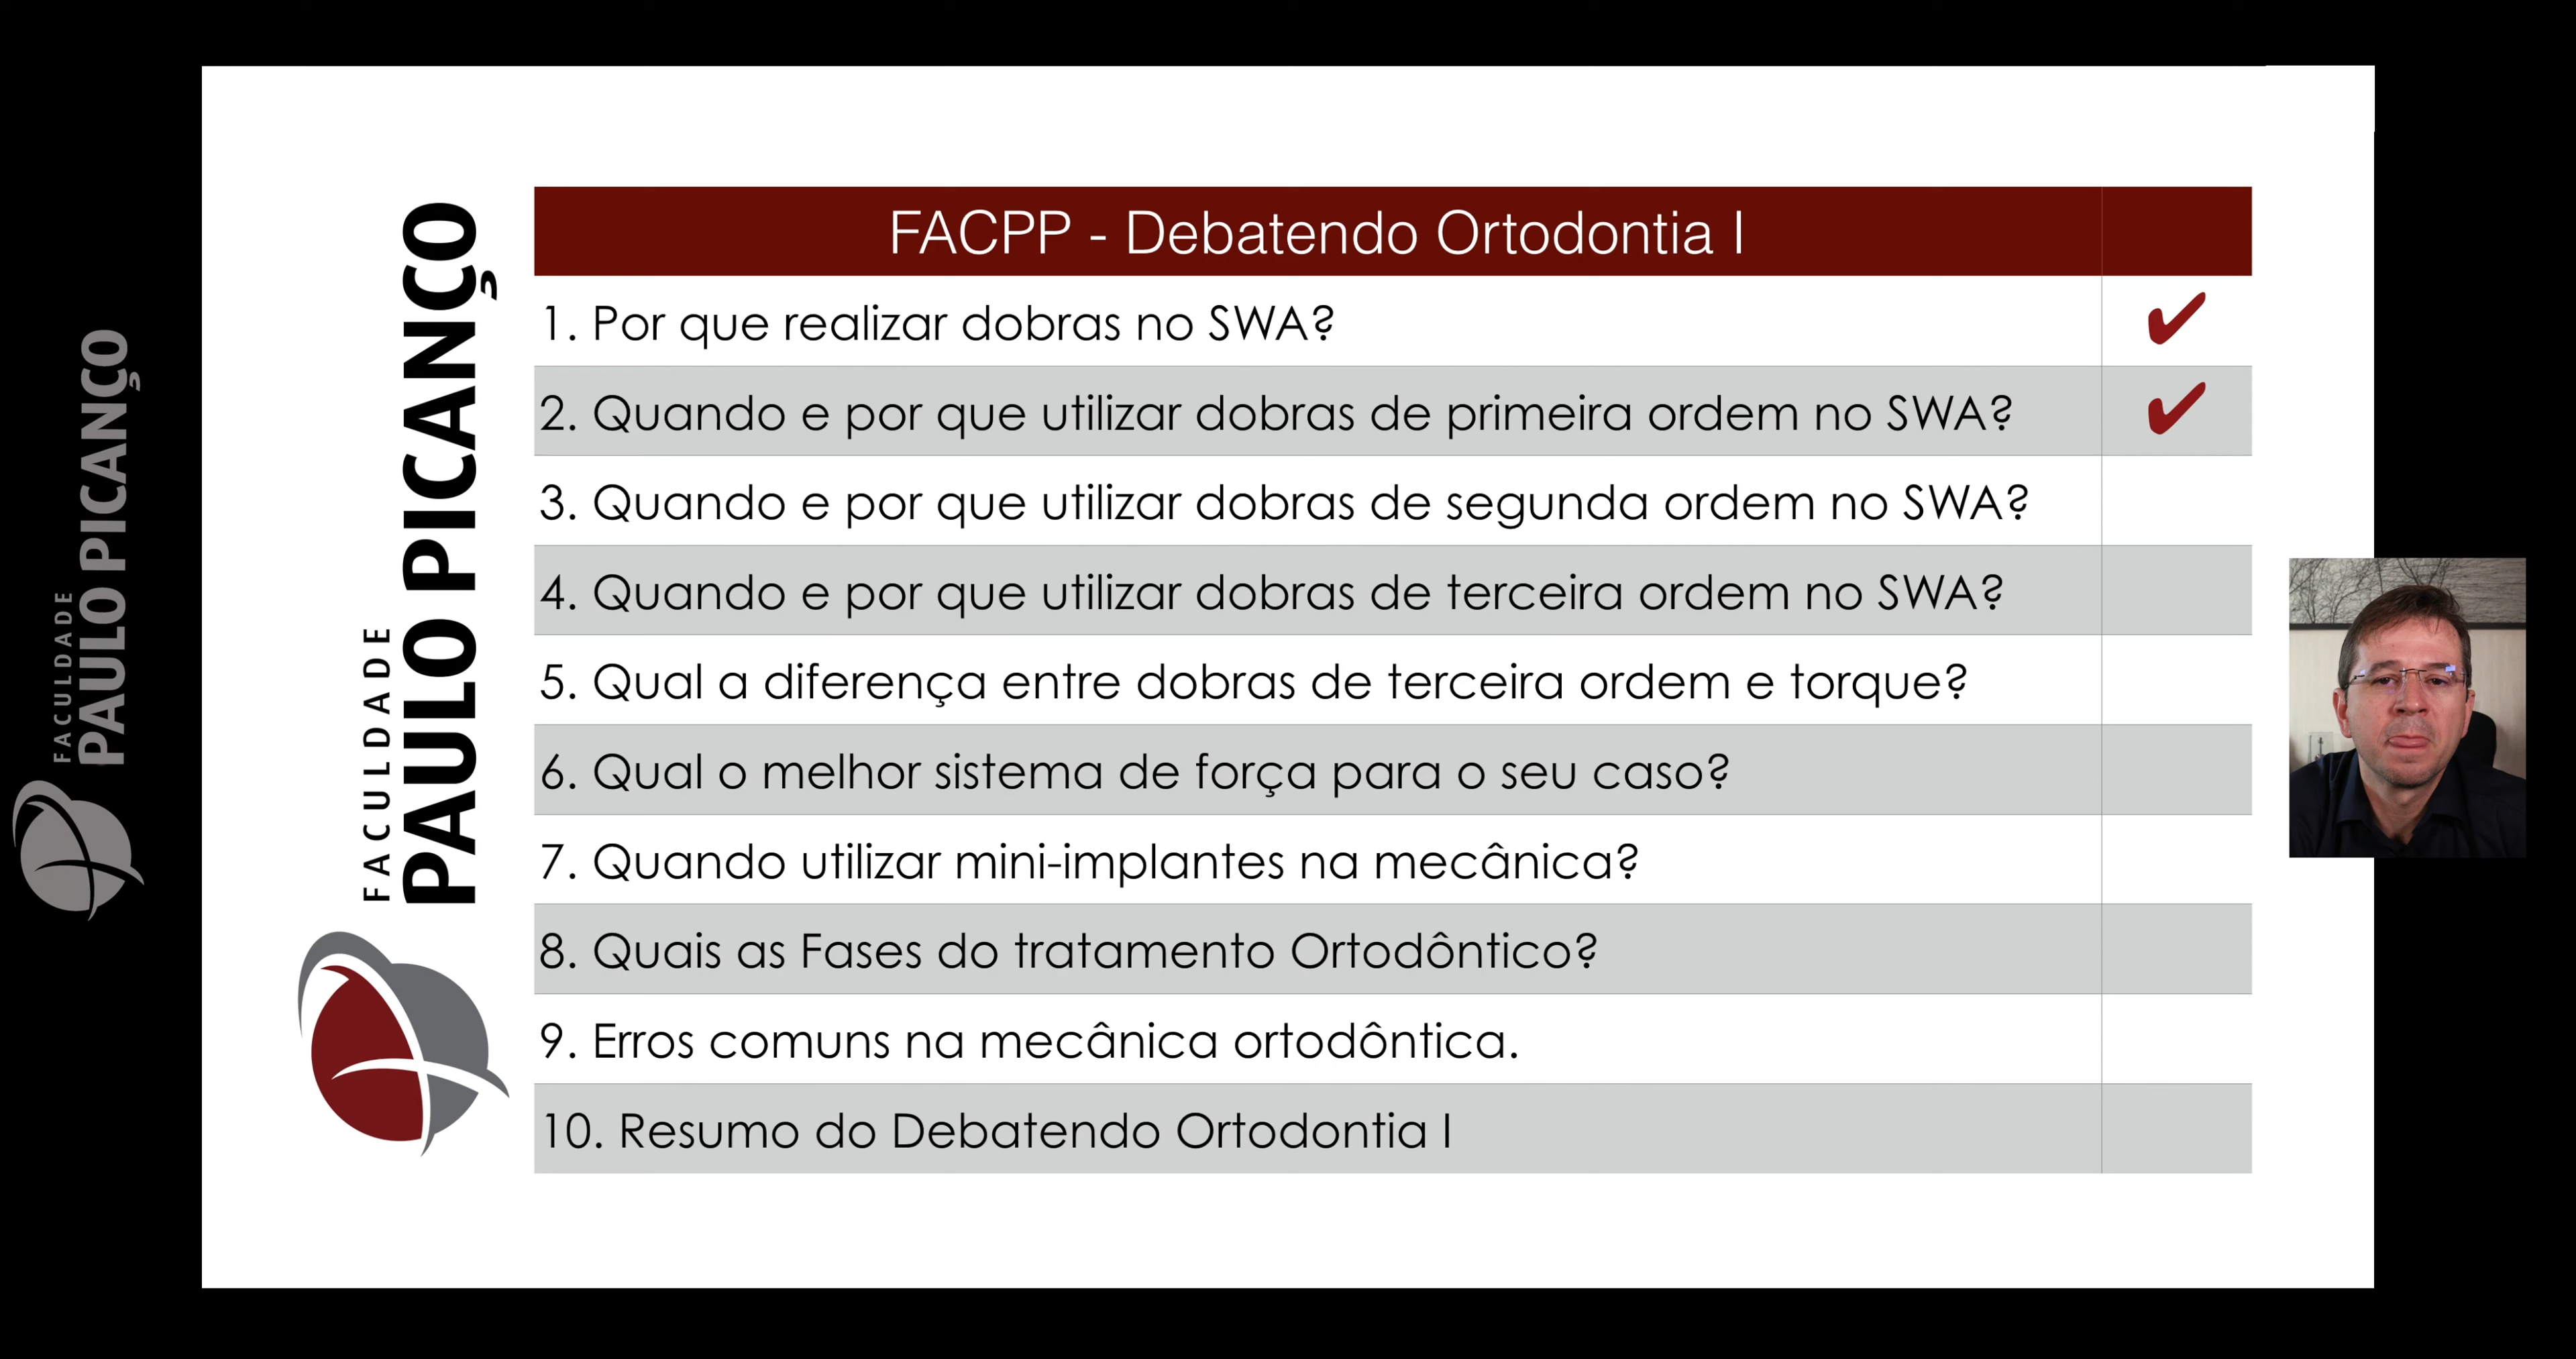 FACULDADE
PAULO PICANÇO
FACULDADE
PAULO PICANÇO
FACPP - Debatendo Ortodontia I
1. Por que realizar dobras no SWA? ✔
2. Quando e por que utilizar dobras de primeira ordem no SWA? ✔
3. Quando e por que utilizar dobras de segunda ordem no SWA?
4. Quando e por que utilizar dobras de terceira ordem no SWA?
5. Qual a diferença entre dobras de terceira ordem e torque?
6. Qual o melhor sistema de força para o seu caso?
7. Quando utilizar mini-implantes na mecânica?
8. Quais as Fases do tratamento Ortodôntico?
9. Erros comuns na mecânica ortodôntica.
10. Resumo do Debatendo Ortodontia I